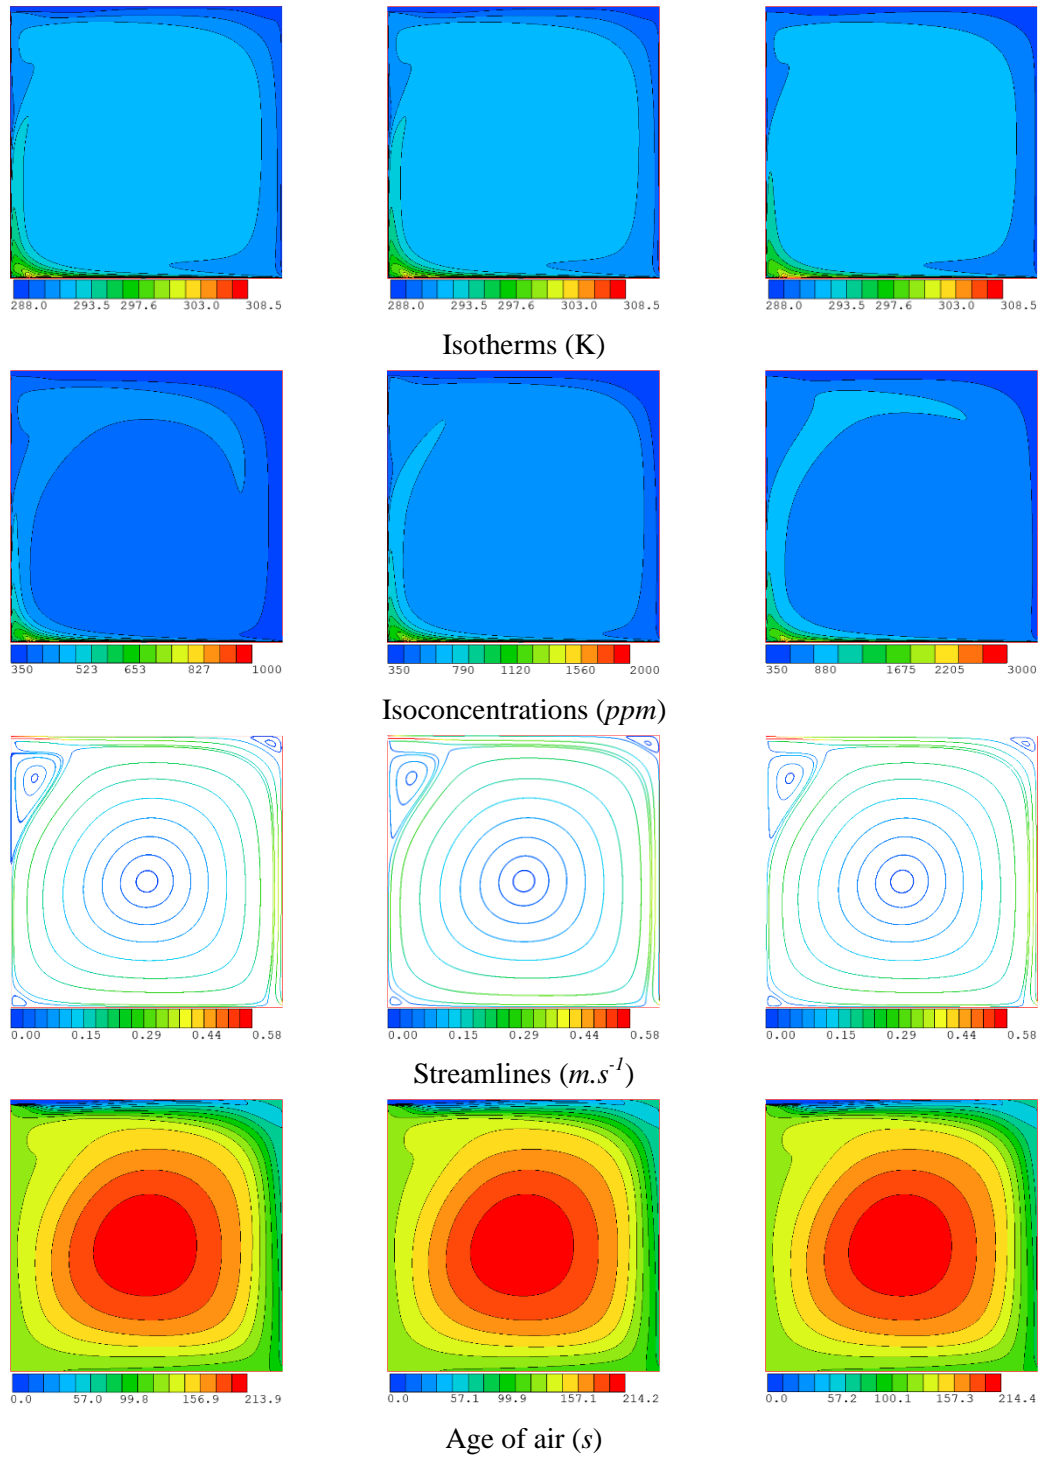 288.0 293.5 297.6 303.0 308.5 288.0 293.5 297.6 303.0 308.5 288.0 293.5 297.6 303.0 308.5
Isotherms (K)
350 523 653 827 1000 350 790 1120 1560 2000 350 880 1675 2205 3000
Isoconcentrations (ppm)
0.00 0.15 0.29 0.44 0.58 0.00 0.15 0.29 0.44 0.58 0.00 0.15 0.29 0.44 0.58
Streamlines (m.s⁻¹)
0.0 57.0 99.8 156.9 213.9 0.0 57.1 99.9 157.1 214.2 0.0 57.2 100.1 157.3 214.4
Age of air (s)